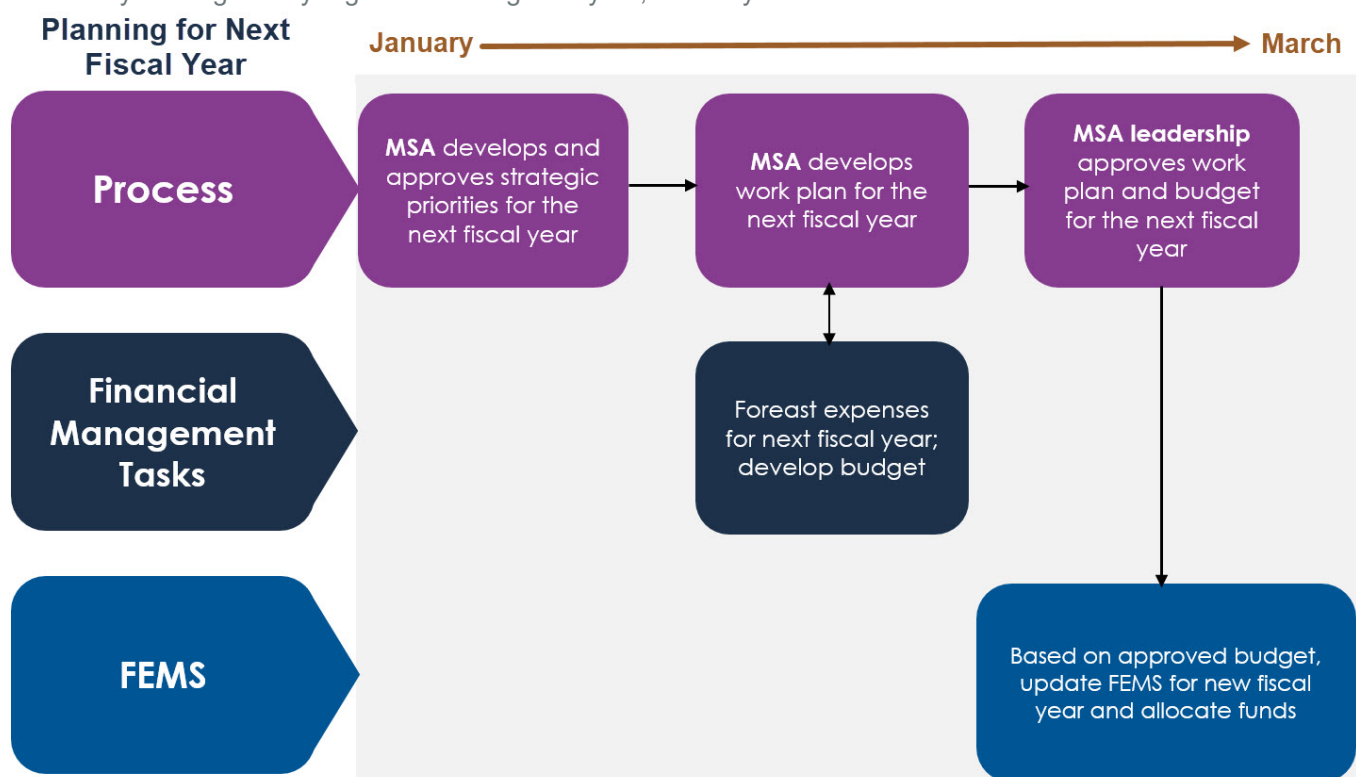 Planning for Next
Fiscal Year
January
March
Process
MSA develops and
approves strategic
priorities for the
next fiscal year
MSA develops
work plan for the
next fiscal year
MSA leadership
approves work
plan and budget
for the next fiscal
year
Financial
Management
Tasks
Foreast expenses
for next fiscal year;
develop budget
FEMS
Based on approved budget,
update FEMS for new fiscal
year and allocate funds